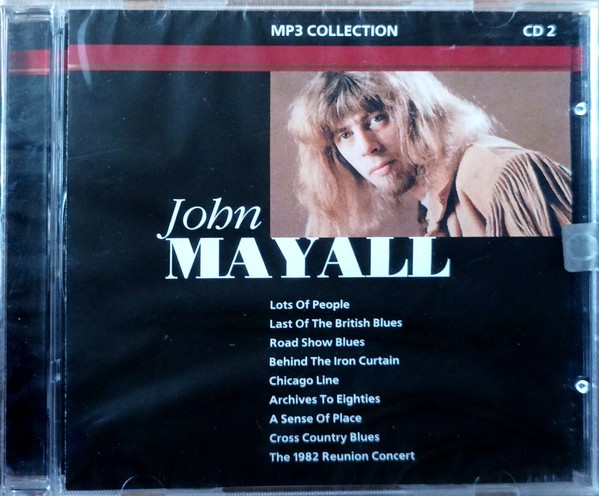 MP3 COLLECTION CD 2
John
MAYALL
Lots Of People
Last Of The British Blues
Road Show Blues
Behind The Iron Curtain
Chicago Line
Archives To Eighties
A Sense Of Place
Cross Country Blues
The 1982 Reunion Concert